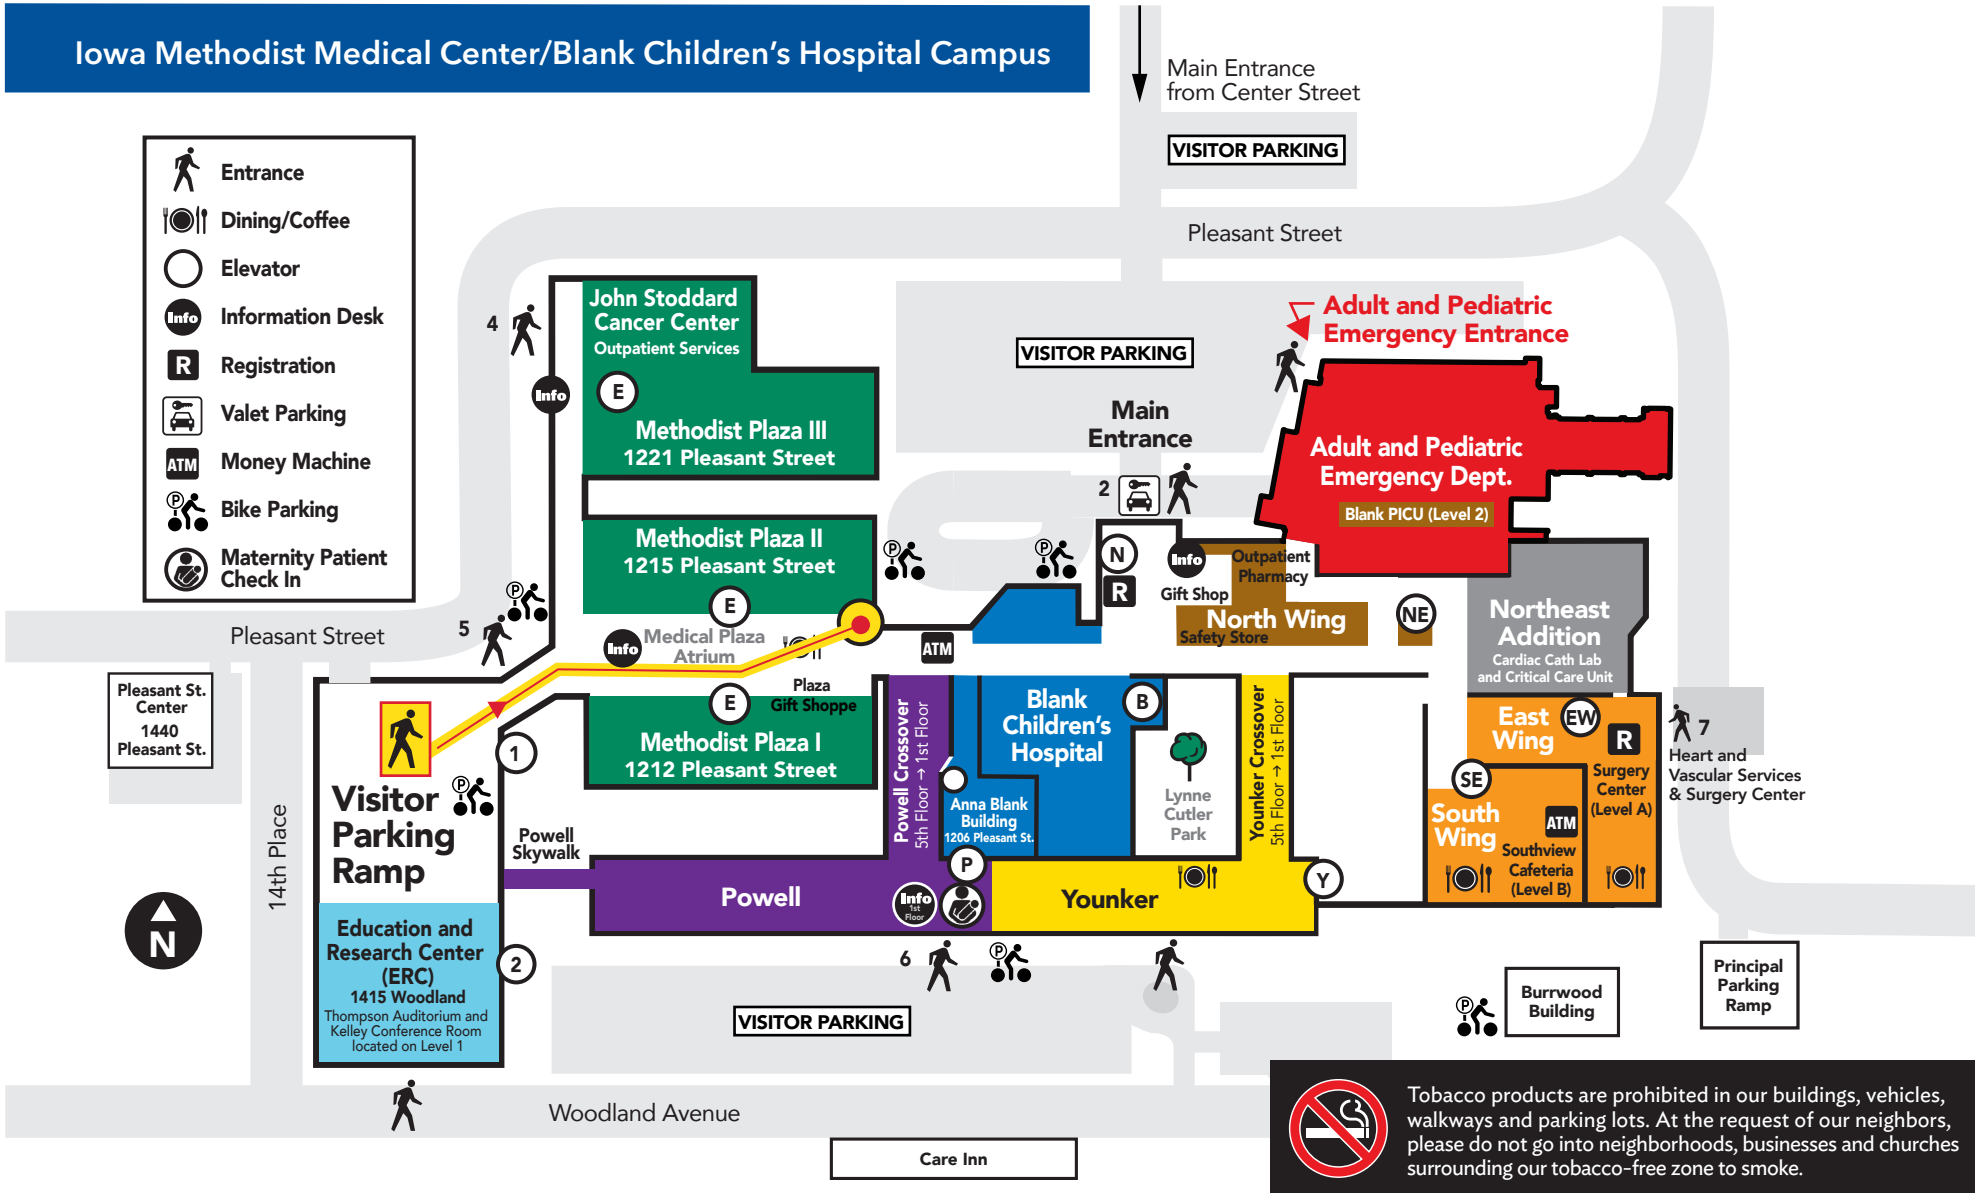 Iowa Methodist Medical Center/Blank Children's Hospital Campus
Main Entrance
from Center Street
VISITOR PARKING
Entrance
Dining/Coffee
Elevator
Info
Information Desk
R
Registration
Valet Parking
ATM
Money Machine
P
Bike Parking
Maternity Patient
Check In
Pleasant Street
4
Info
John Stoddard
Cancer Center
Outpatient Services
E
Methodist Plaza III
1221 Pleasant Street
VISITOR PARKING
Adult and Pediatric
Emergency Entrance
Main
Entrance
2
Adult and Pediatric
Emergency Dept.
Blank PICU (Level 2)
Methodist Plaza II
1215 Pleasant Street
E
P
P
N
R
Info
Outpatient
Pharmacy
Gift Shop
North Wing
Safety Store
NE
Northeast
Addition
Cardiac Cath Lab
and Critical Care Unit
P
5
Pleasant Street
Info
Medical Plaza
Atrium
ATM
Pleasant St.
Center
1440
Pleasant St.
Plaza
Gift Shoppe
E
Methodist Plaza I
1212 Pleasant Street
1
P
Visitor
Parking
Ramp
14th Place
Powell
Skywalk
Powell Crossover
5th Floor → 1st Floor
Blank
Children's
Hospital
B
Anna Blank
Building
1206 Pleasant St.
Lynne
Cutler
Park
Younker Crossover
5th Floor → 1st Floor
East
Wing
EW
R
Surgery
Center
(Level A)
SE
South
Wing
ATM
Southview
Cafeteria
(Level B)
7
Heart and
Vascular Services
& Surgery Center
P
Powell
Info
1st
Floor
Younker
Y
N
Education and
Research Center
(ERC)
1415 Woodland
Thompson Auditorium and
Kelley Conference Room
located on Level 1
2
6
P
VISITOR PARKING
P
Burrwood
Building
Principal
Parking
Ramp
Woodland Avenue
Care Inn
Tobacco products are prohibited in our buildings, vehicles,
walkways and parking lots. At the request of our neighbors,
please do not go into neighborhoods, businesses and churches
surrounding our tobacco-free zone to smoke.